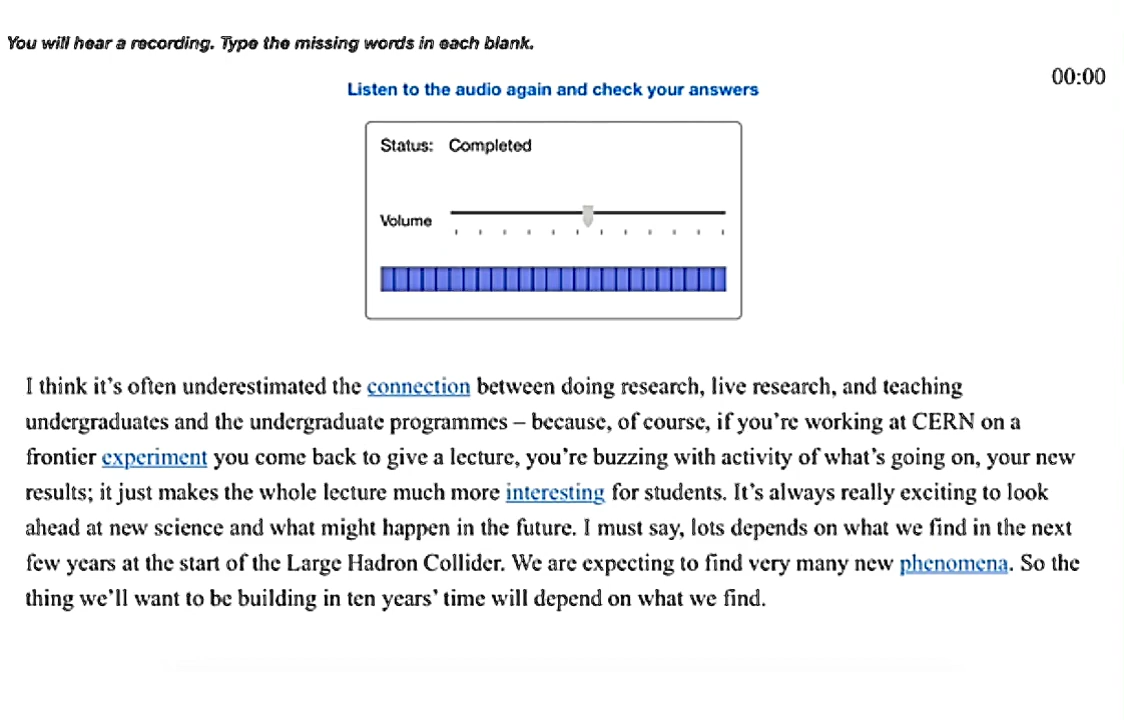 You will hear a recording. Type the missing words in each blank.
00:00
Listen to the audio again and check your answers
Status: Completed
Volume
I think it's often underestimated the connection between doing research, live research, and teaching
undergraduates and the undergraduate programmes – because, of course, if you're working at CERN on a
frontier experiment you come back to give a lecture, you're buzzing with activity of what's going on, your new
results; it just makes the whole lecture much more interesting for students. It's always really exciting to look
ahead at new science and what might happen in the future. I must say, lots depends on what we find in the next
few years at the start of the Large Hadron Collider. We are expecting to find very many new phenomena. So the
thing we'll want to be building in ten years' time will depend on what we find.